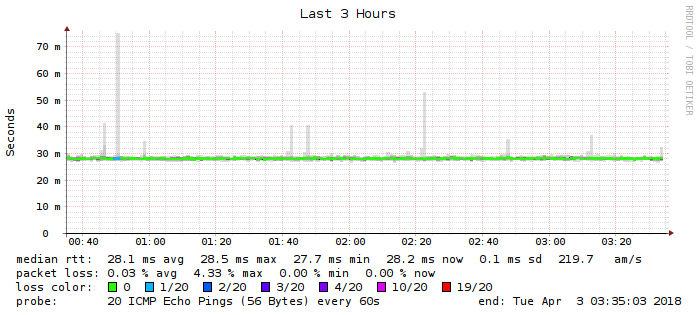 Last 3 Hours
RRDTOOL / TOBI OETIKER
Seconds
70 m
60 m
50 m
40 m
30 m
20 m
10 m
0
00:40 01:00 01:20 01:40 02:00 02:20 02:40 03:00 03:20
median rtt: 28.1 ms avg 28.5 ms max 27.7 ms min 28.2 ms now 0.1 ms sd 219.7 am/s
packet loss: 0.03 % avg 4.33 % max 0.00 % min 0.00 % now
loss color: 0 1/20 2/20 3/20 4/20 10/20 19/20
probe: 20 ICMP Echo Pings (56 Bytes) every 60s end: Tue Apr 3 03:35:03 2018